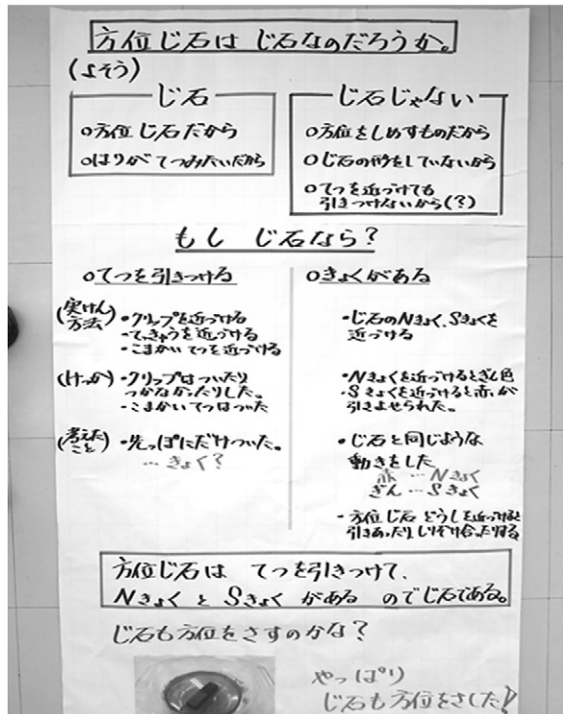 方位じ石は じ石なのだろうか。
(よそう)
じ石
○方位じ石だから
○はりが てつみたいだから
じ石じゃない
○方位をしめすものだから
○じ石の形をしていないから
○てつを近づけても
引きつけないから(?)
もし じ石なら?
○てつを引きつける
(実けん方法)
・クリップを近づける
・てっきゅうを近づける
・こまかい てつを近づける
(けっか)
・クリップはついたり
つかなかったりした。
・こまかいてつはついた
(考えたこと)
・先っぽにだけついた。
… きょく?
○きょくがある
・じ石のNきょく、Sきょくを
近づける
・Nきょくを近づけるとぎん色
・Sきょくを近づけると赤、が
引きよせられた。
・じ石と同じような
動きをした
赤 … Nきょく
ぎん … Sきょく
・方位じ石 どうしを近づけると
引きあったり、しりぞけ合ったりする
方位じ石は てつを引きつけて、
Nきょく と Sきょく がある のでじ石である。
じ石も方位をさすのかな?
やっぱり
じ石も方位をさした!